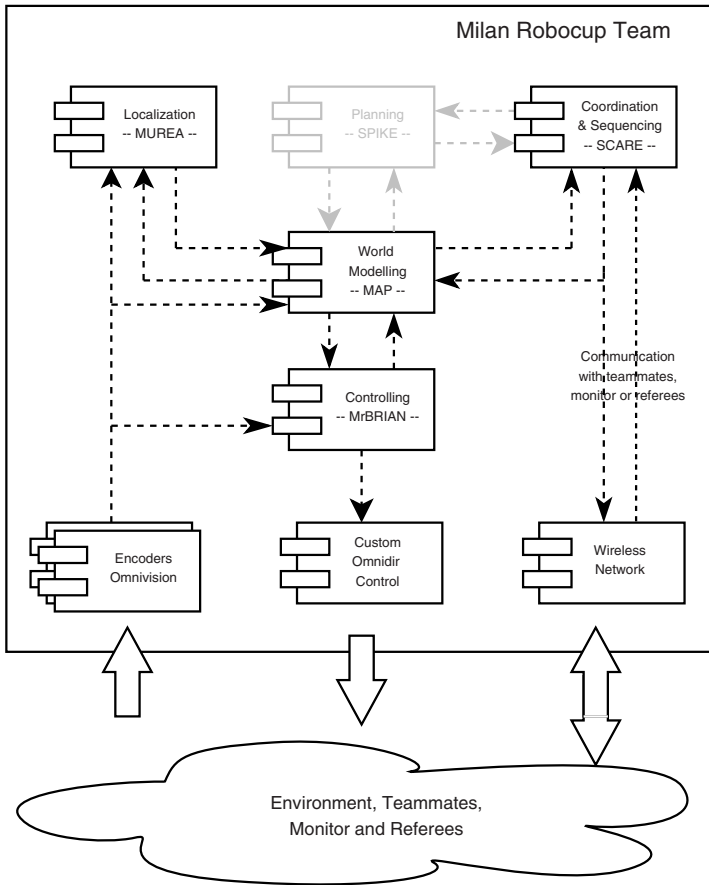 Milan Robocup Team
Localization
-- MUREA --
Planning
-- SPIKE --
Coordination
& Sequencing
-- SCARE --
World
Modelling
-- MAP --
Communication
with teammates,
monitor or referees
Controlling
-- MrBRIAN --
Encoders
Omnivision
Custom
Omnidir
Control
Wireless
Network
Environment, Teammates,
Monitor and Referees